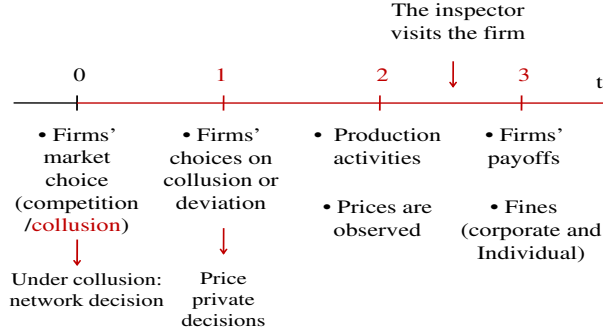 The inspector
visits the firm
0 1 2 3 t
• Firms'
market
choice
(competition
/collusion)
Under collusion:
network decision
• Firms'
choices on
collusion or
deviation
Price
private
decisions
• Production
activities
• Prices are
observed
• Firms'
payoffs
• Fines
(corporate and
Individual)